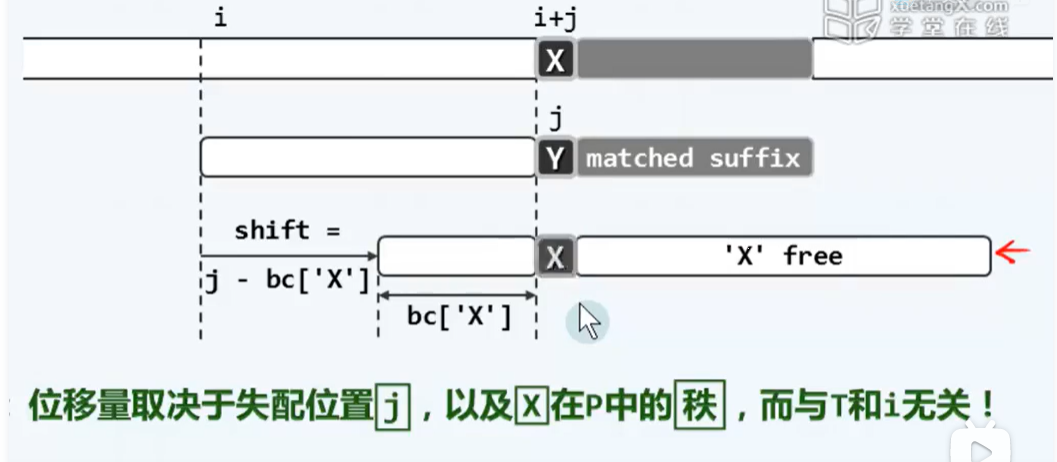 xuetangX.com
学堂在线
i
i+j
X
j
Y matched suffix
shift =
j - bc['X']
X 'X' free
bc['X']
位移量取决于失配位置j，以及X在P中的秩，而与T和i无关！